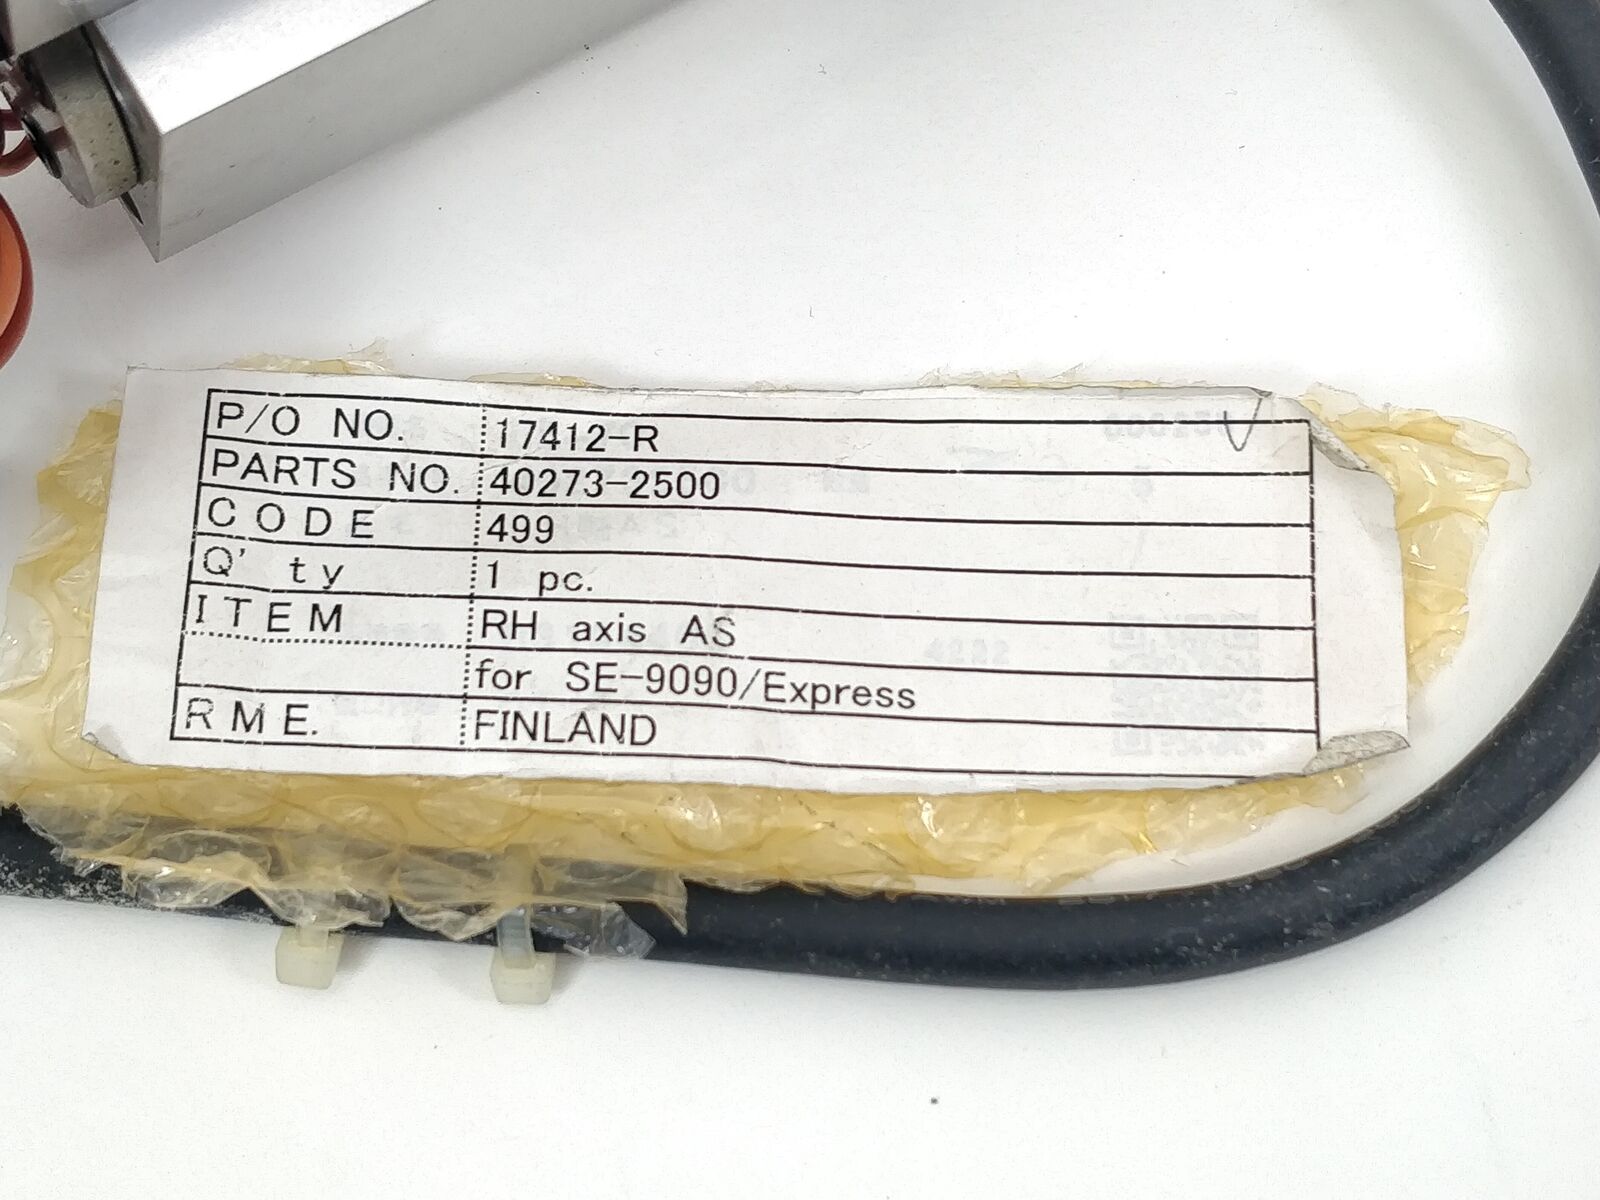 P/O NO. 17412-R
PARTS NO. 40273-2500
CODE 499
Q' ty 1 pc.
ITEM RH axis AS
for SE-9090/Express
RME. FINLAND